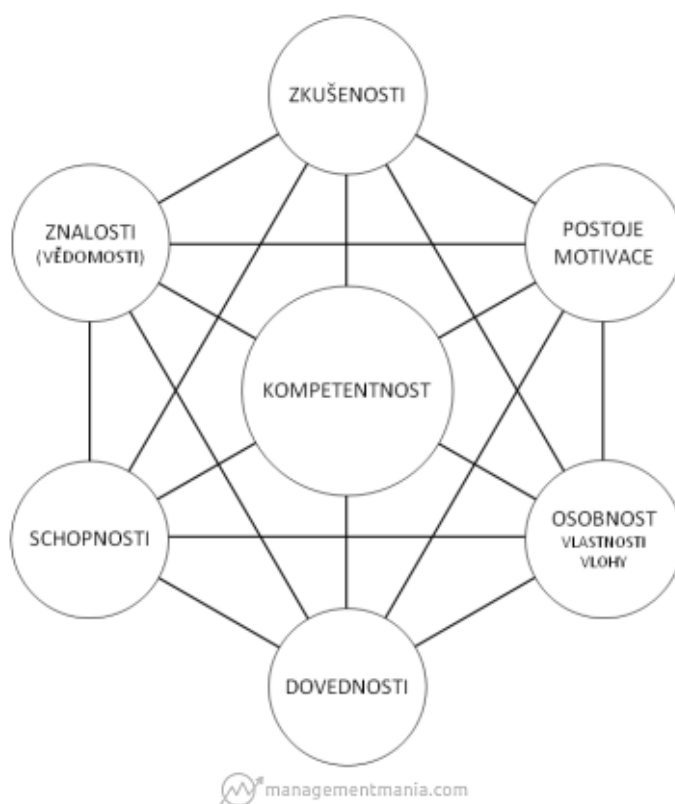 ZKUŠENOSTI
ZNALOSTI
(VĚDOMOSTI)
POSTOJE
MOTIVACE
KOMPETENTNOST
SCHOPNOSTI
OSOBNOST
VLASTNOSTI
VLOHY
DOVEDNOSTI
managementmania.com